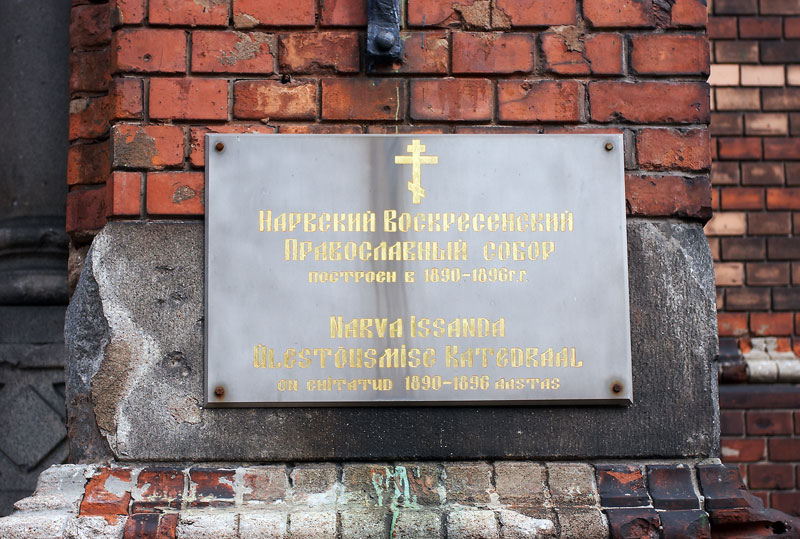 Нарвский Воскресенский
Православный собор
построен в 1890-1896г.г.
Narva Issanda
Ülestõusmise Katedraal
on ehitatud 1890-1896 aastas